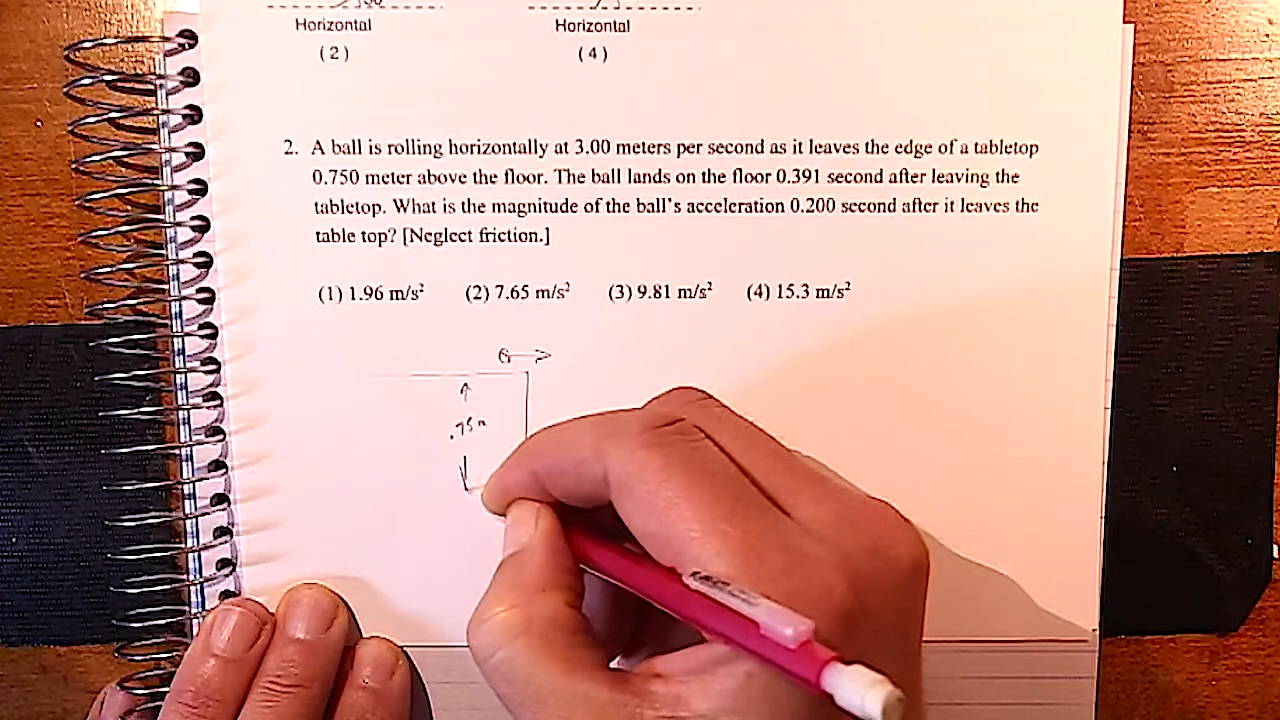 Horizontal Horizontal
(2) (4)
2. A ball is rolling horizontally at 3.00 meters per second as it leaves the edge of a tabletop
0.750 meter above the floor. The ball lands on the floor 0.391 second after leaving the
tabletop. What is the magnitude of the ball's acceleration 0.200 second after it leaves the
table top? [Neglect friction.]
(1) 1.96 m/s² (2) 7.65 m/s² (3) 9.81 m/s² (4) 15.3 m/s²
.75m